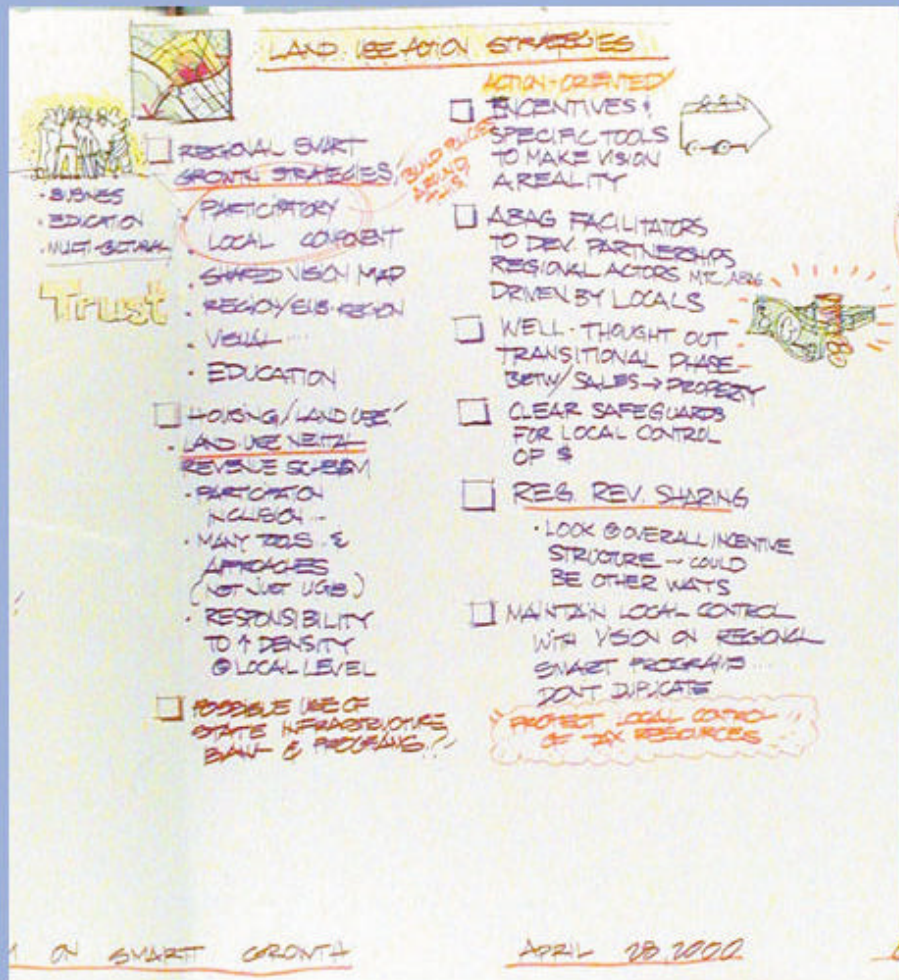 LAND USE ACTION STRATEGIES
• BUSINES
• EDUCATION
• MULTI-CULTURAL
Trust
REGIONAL SMART
GROWTH STRATEGIES
BUILD POLICIES
AROUND
• PARTICIPATORY
• LOCAL COMPONENT
• SHARED VISION MAP
• REGION/SUB-REGION
• VISUAL ....
• EDUCATION
HOUSING/LAND USE
• LAND USE
REVENUE
• PARTICIPATION
INCLUSION ...
• MANY TOOLS .. &
APPROACHES
(NOT JUST UGB)
• RESPONSIBILITY
TO ↑ DENSITY
@ LOCAL LEVEL
POSSIBLE USE OF
STATE INFRASTRUCTURE
BANK & PROGRAMS
ACTION-ORIENTED
INCENTIVES &
SPECIFIC TOOLS
TO MAKE VISION
A REALITY
ABAG FACILITATORS
TO DEV. PARTNERSHIPS
REGIONAL ACTORS MTC, ABAG
DRIVEN BY LOCALS
WELL-THOUGHT OUT
TRANSITIONAL PHASE-
BETW/SALES→PROPERTY
CLEAR SAFEGUARDS
FOR LOCAL CONTROL
OF $
REG. REV. SHARING
• LOOK @ OVERALL INCENTIVE
STRUCTURE → COULD
BE OTHER WAYS
MAINTAIN LOCAL CONTROL
WITH VISION ON REGIONAL
SMART PROGRAMS ...
DON'T DUPLICATE
"PROTECT LOCAL CONTROL
OF TAX RESOURCES"
ON SMART GROWTH
APRIL 28, 2000